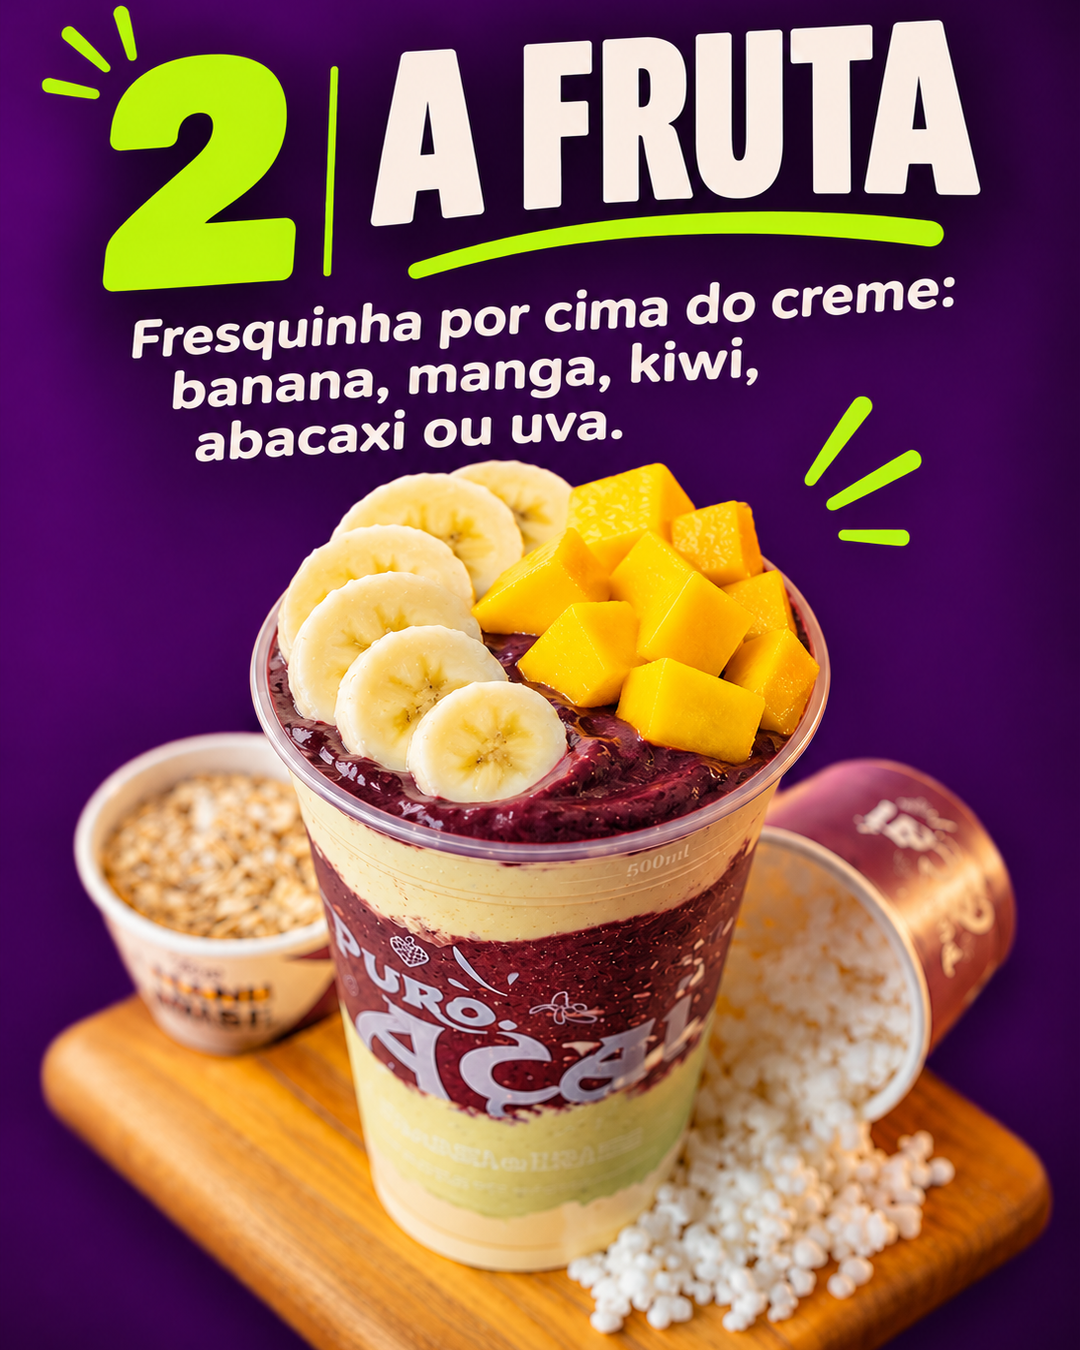 2 | A FRUTA
Fresquinha por cima do creme:
banana, manga, kiwi,
abacaxi ou uva.
500ml
PURO
AÇAÍ